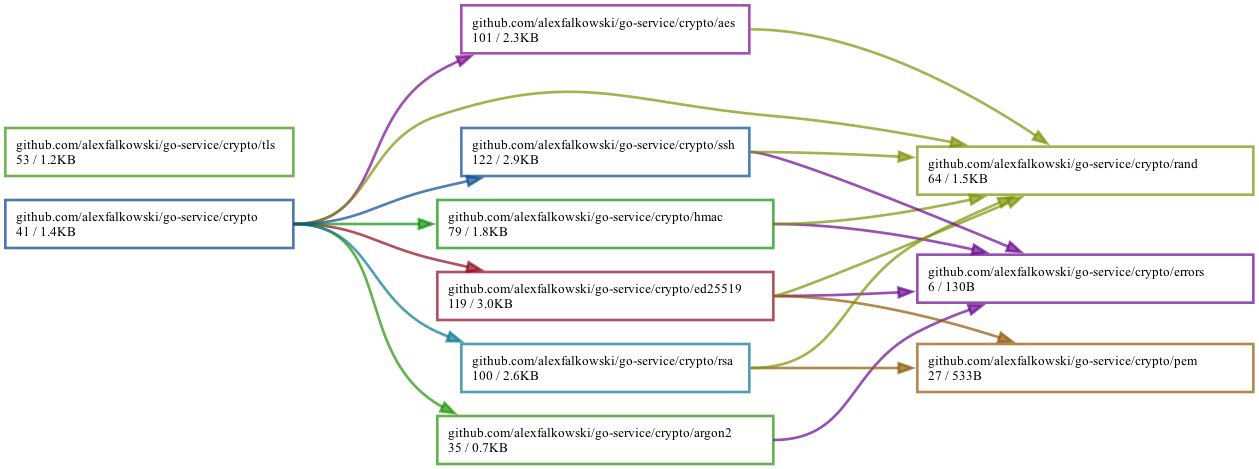 github.com/alexfalkowski/go-service/crypto/tls
53 / 1.2KB
github.com/alexfalkowski/go-service/crypto
41 / 1.4KB
github.com/alexfalkowski/go-service/crypto/aes
101 / 2.3KB
github.com/alexfalkowski/go-service/crypto/ssh
122 / 2.9KB
github.com/alexfalkowski/go-service/crypto/hmac
79 / 1.8KB
github.com/alexfalkowski/go-service/crypto/ed25519
119 / 3.0KB
github.com/alexfalkowski/go-service/crypto/rsa
100 / 2.6KB
github.com/alexfalkowski/go-service/crypto/argon2
35 / 0.7KB
github.com/alexfalkowski/go-service/crypto/rand
64 / 1.5KB
github.com/alexfalkowski/go-service/crypto/errors
6 / 130B
github.com/alexfalkowski/go-service/crypto/pem
27 / 533B